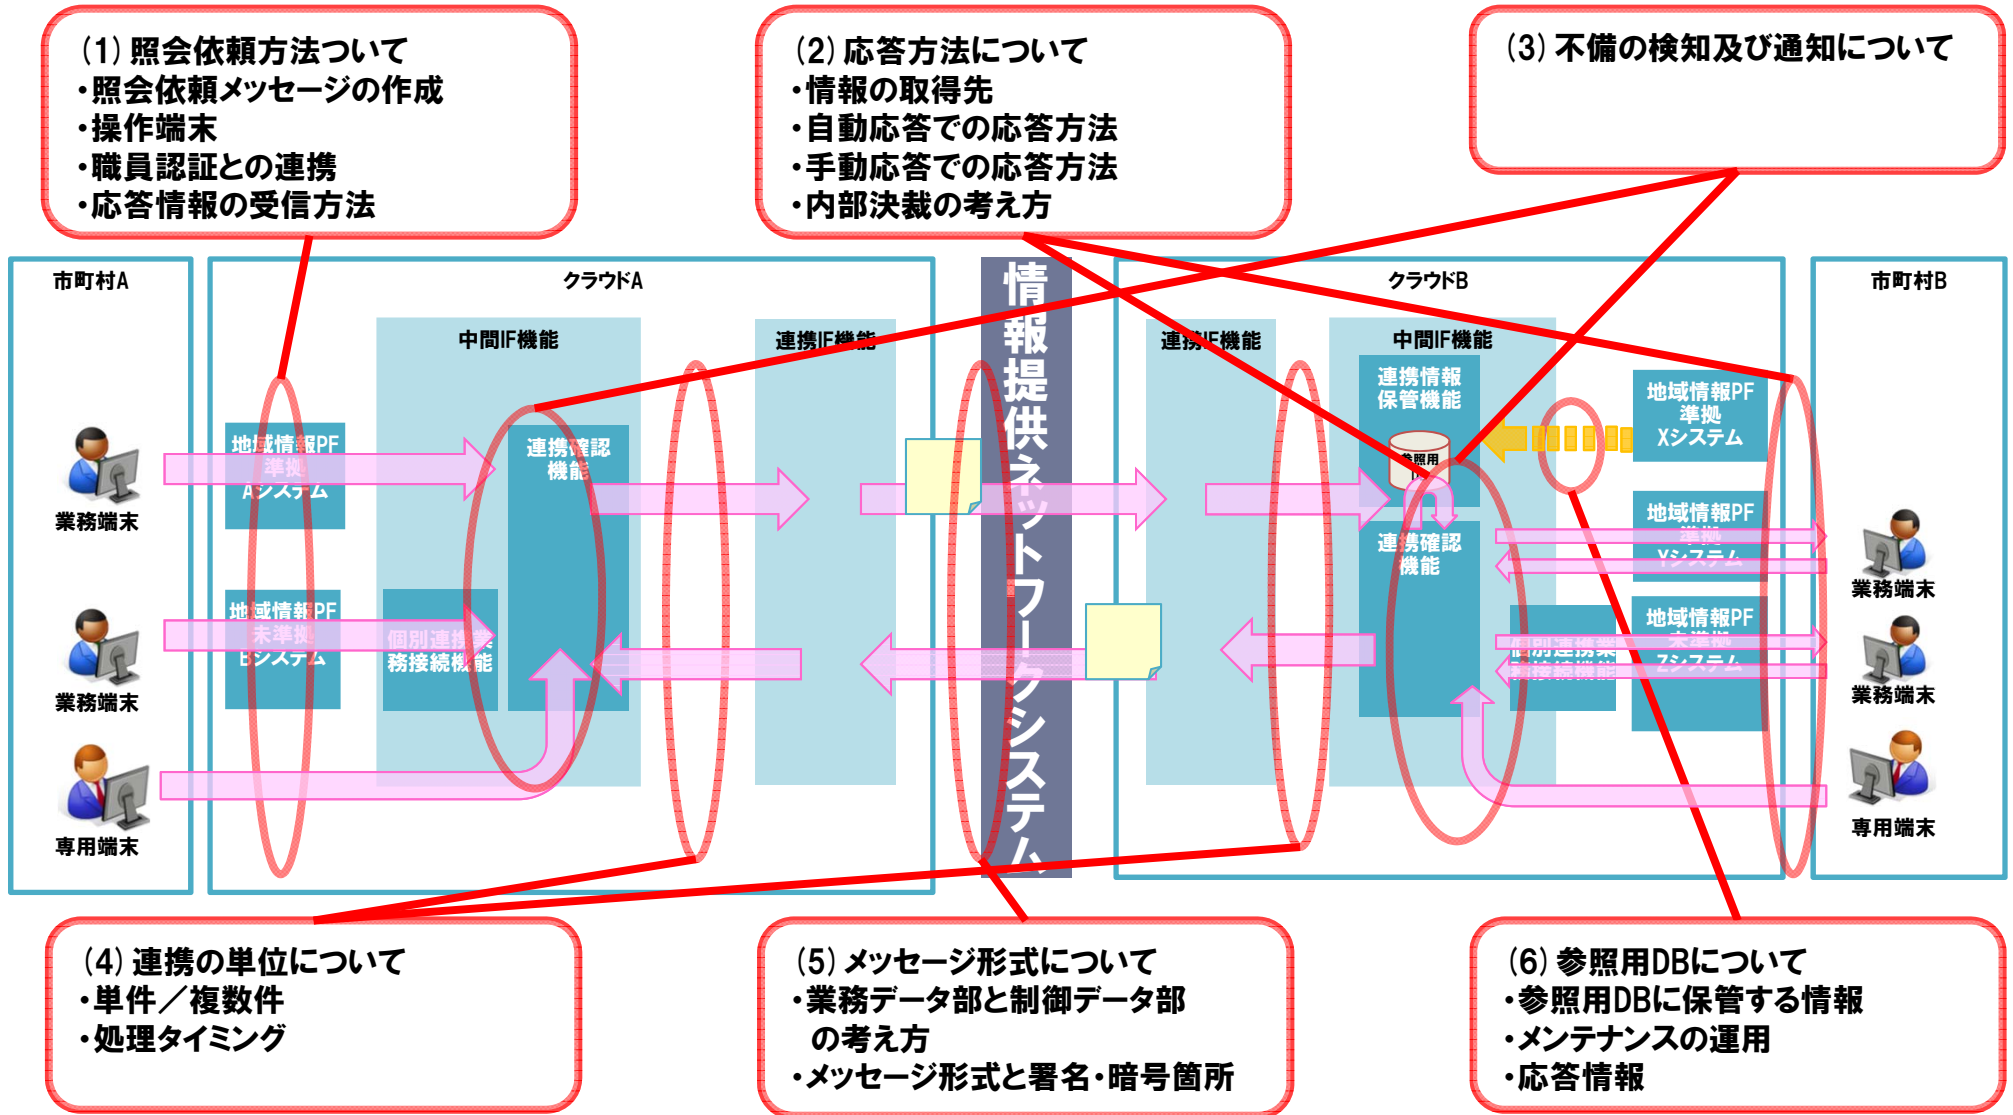 (1) 照会依頼方法ついて
・照会依頼メッセージの作成
・操作端末
・職員認証との連携
・応答情報の受信方法
(2) 応答方法について
・情報の取得先
・自動応答での応答方法
・手動応答での応答方法
・内部決裁の考え方
(3) 不備の検知及び通知について
市町村A
業務端末
業務端末
専用端末
クラウドA
地域情報PF
準拠
Aシステム
地域情報PF
未準拠
Bシステム
中間IF機能
連携確認
機能
個別連携業
務接続機能
連携IF機能
情報提供ネットワークシステム
クラウドB
連携IF機能
中間IF機能
連携情報
保管機能
参照用
連携確認
機能
個別連携業
務接続機能
地域情報PF
準拠
Xシステム
地域情報PF
準拠
Yシステム
地域情報PF
未準拠
Zシステム
市町村B
業務端末
業務端末
専用端末
(4) 連携の単位について
・単件／複数件
・処理タイミング
(5) メッセージ形式について
・業務データ部と制御データ部
の考え方
・メッセージ形式と署名・暗号箇所
(6) 参照用DBについて
・参照用DBに保管する情報
・メンテナンスの運用
・応答情報